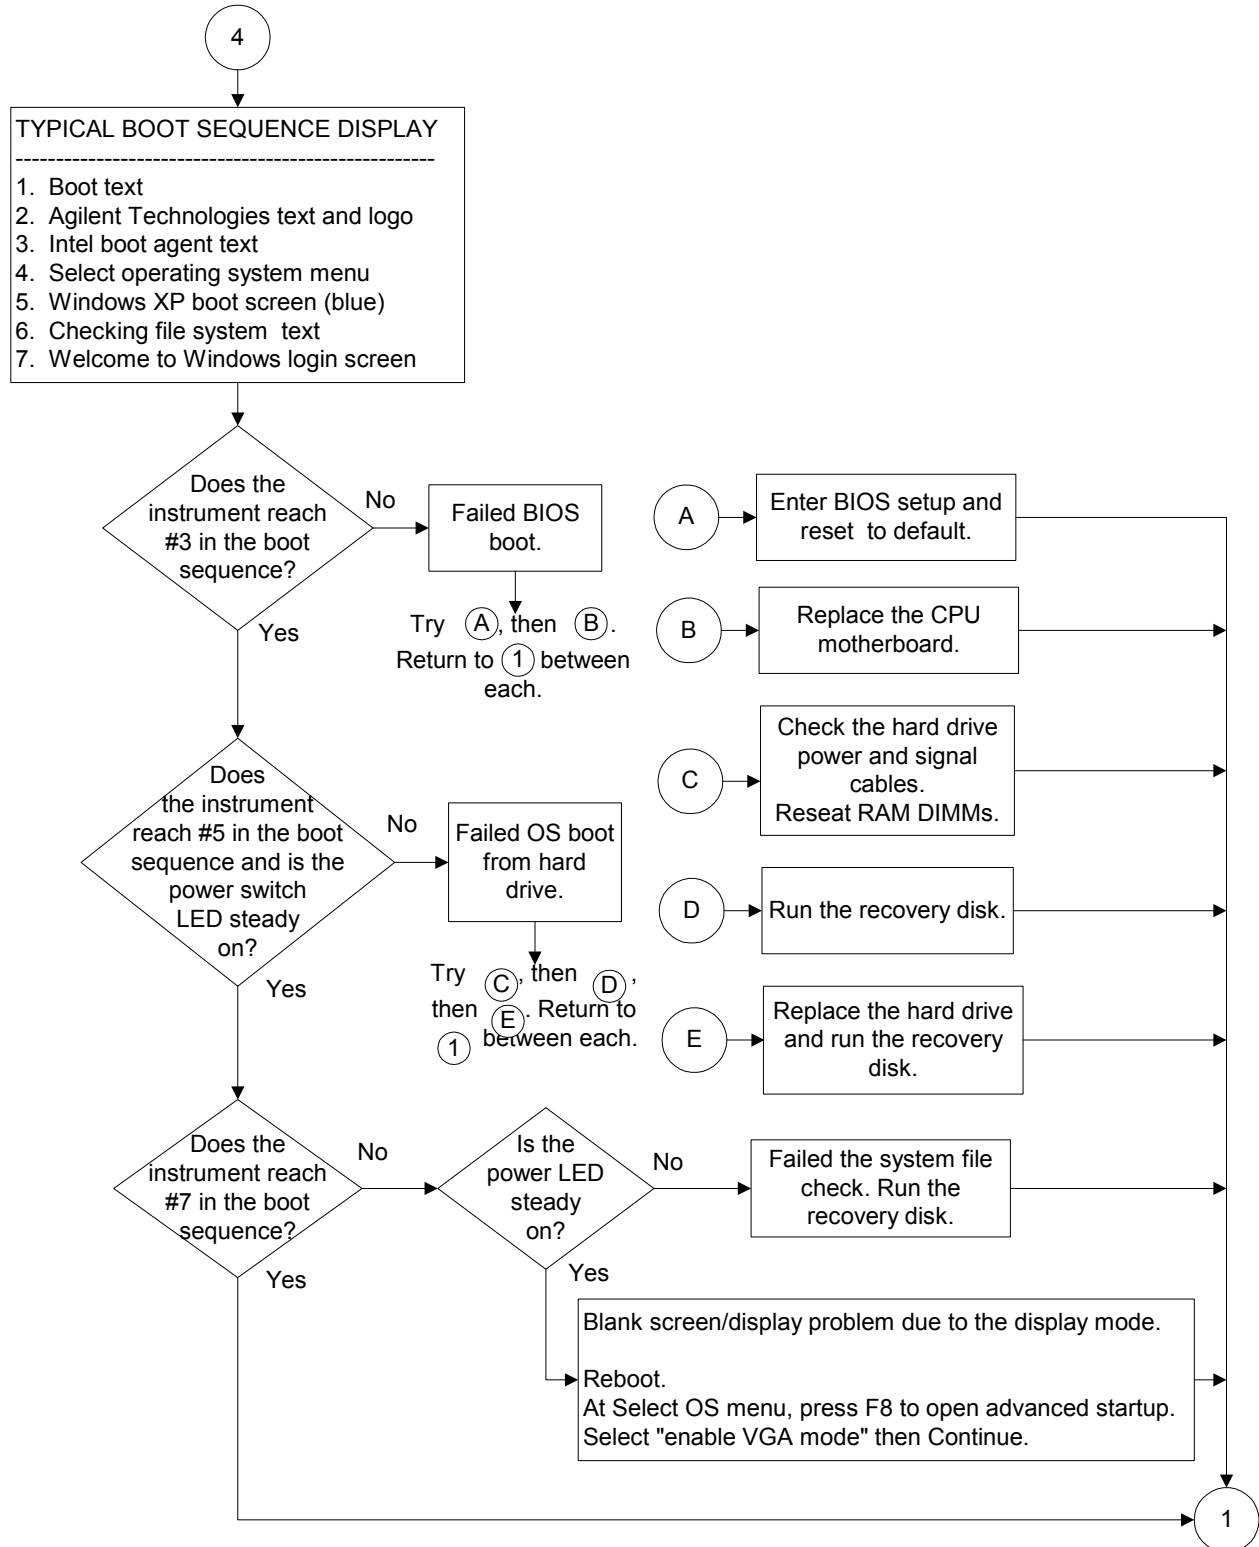 4
TYPICAL BOOT SEQUENCE DISPLAY
----------------------------------------------------
1. Boot text
2. Agilent Technologies text and logo
3. Intel boot agent text
4. Select operating system menu
5. Windows XP boot screen (blue)
6. Checking file system text
7. Welcome to Windows login screen
Does the
instrument reach
#3 in the boot
sequence?
No
Yes
Failed BIOS
boot.
Try A, then B.
Return to 1 between
each.
A
Enter BIOS setup and
reset to default.
B
Replace the CPU
motherboard.
C
Check the hard drive
power and signal
cables.
Reseat RAM DIMMs.
Does
the instrument
reach #5 in the boot
sequence and is the
power switch
LED steady
on?
No
Yes
Failed OS boot
from hard
drive.
Try C, then D,
then E. Return to
1 between each.
D
Run the recovery disk.
E
Replace the hard drive
and run the recovery
disk.
Does the
instrument reach
#7 in the boot
sequence?
No
Yes
Is the
power LED
steady
on?
No
Yes
Failed the system file
check. Run the
recovery disk.
Blank screen/display problem due to the display mode.
Reboot.
At Select OS menu, press F8 to open advanced startup.
Select "enable VGA mode" then Continue.
1